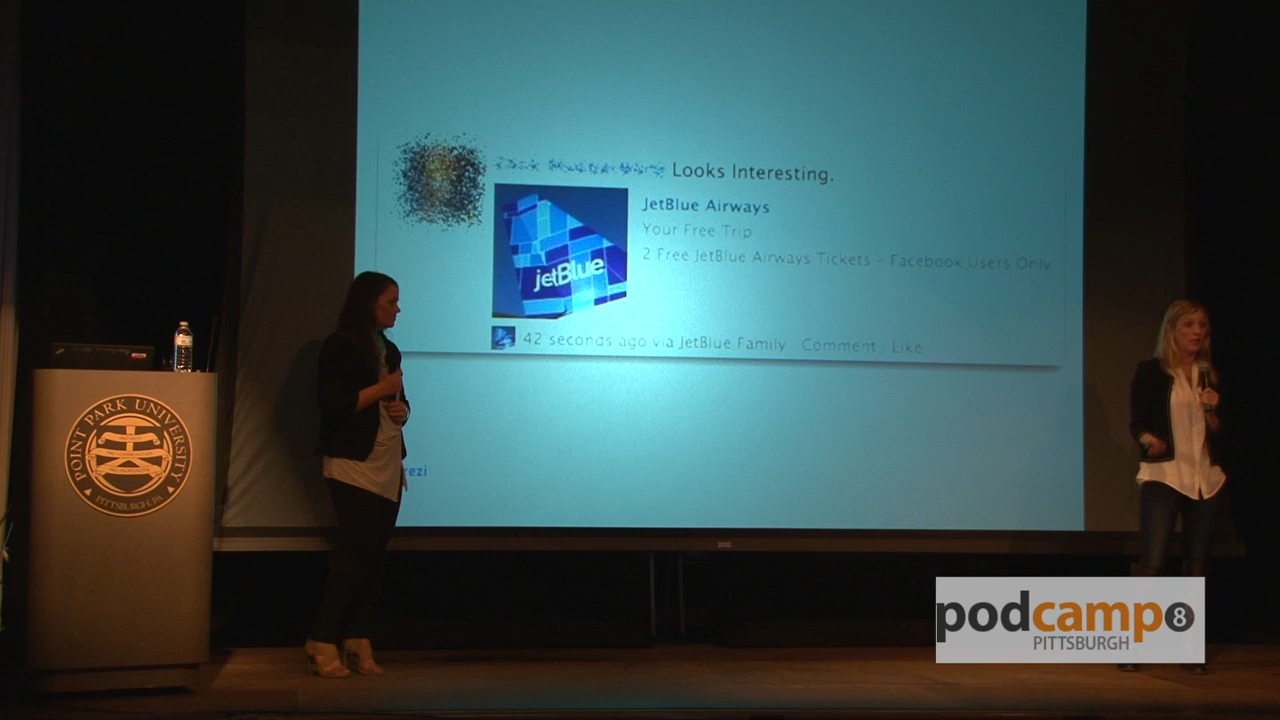 Looks Interesting.
JetBlue Airways
Your Free Trip
2 Free JetBlue Airways Tickets - Facebook Users Only
jetBlue
42 seconds ago via JetBlue Family Comment Like
rezi
POINT PARK UNIVERSITY
PITTSBURGH, PA
podcamp8
PITTSBURGH